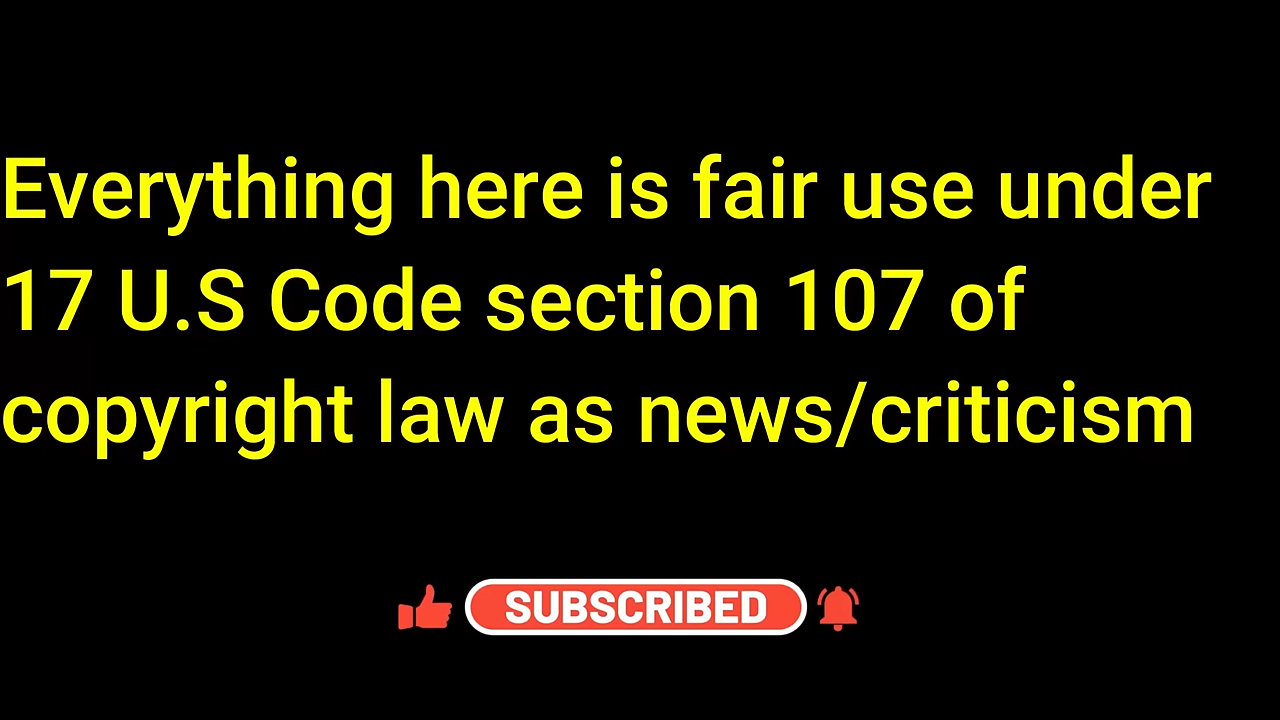 Everything here is fair use under
17 U.S Code section 107 of
copyright law as news/criticism
SUBSCRIBED